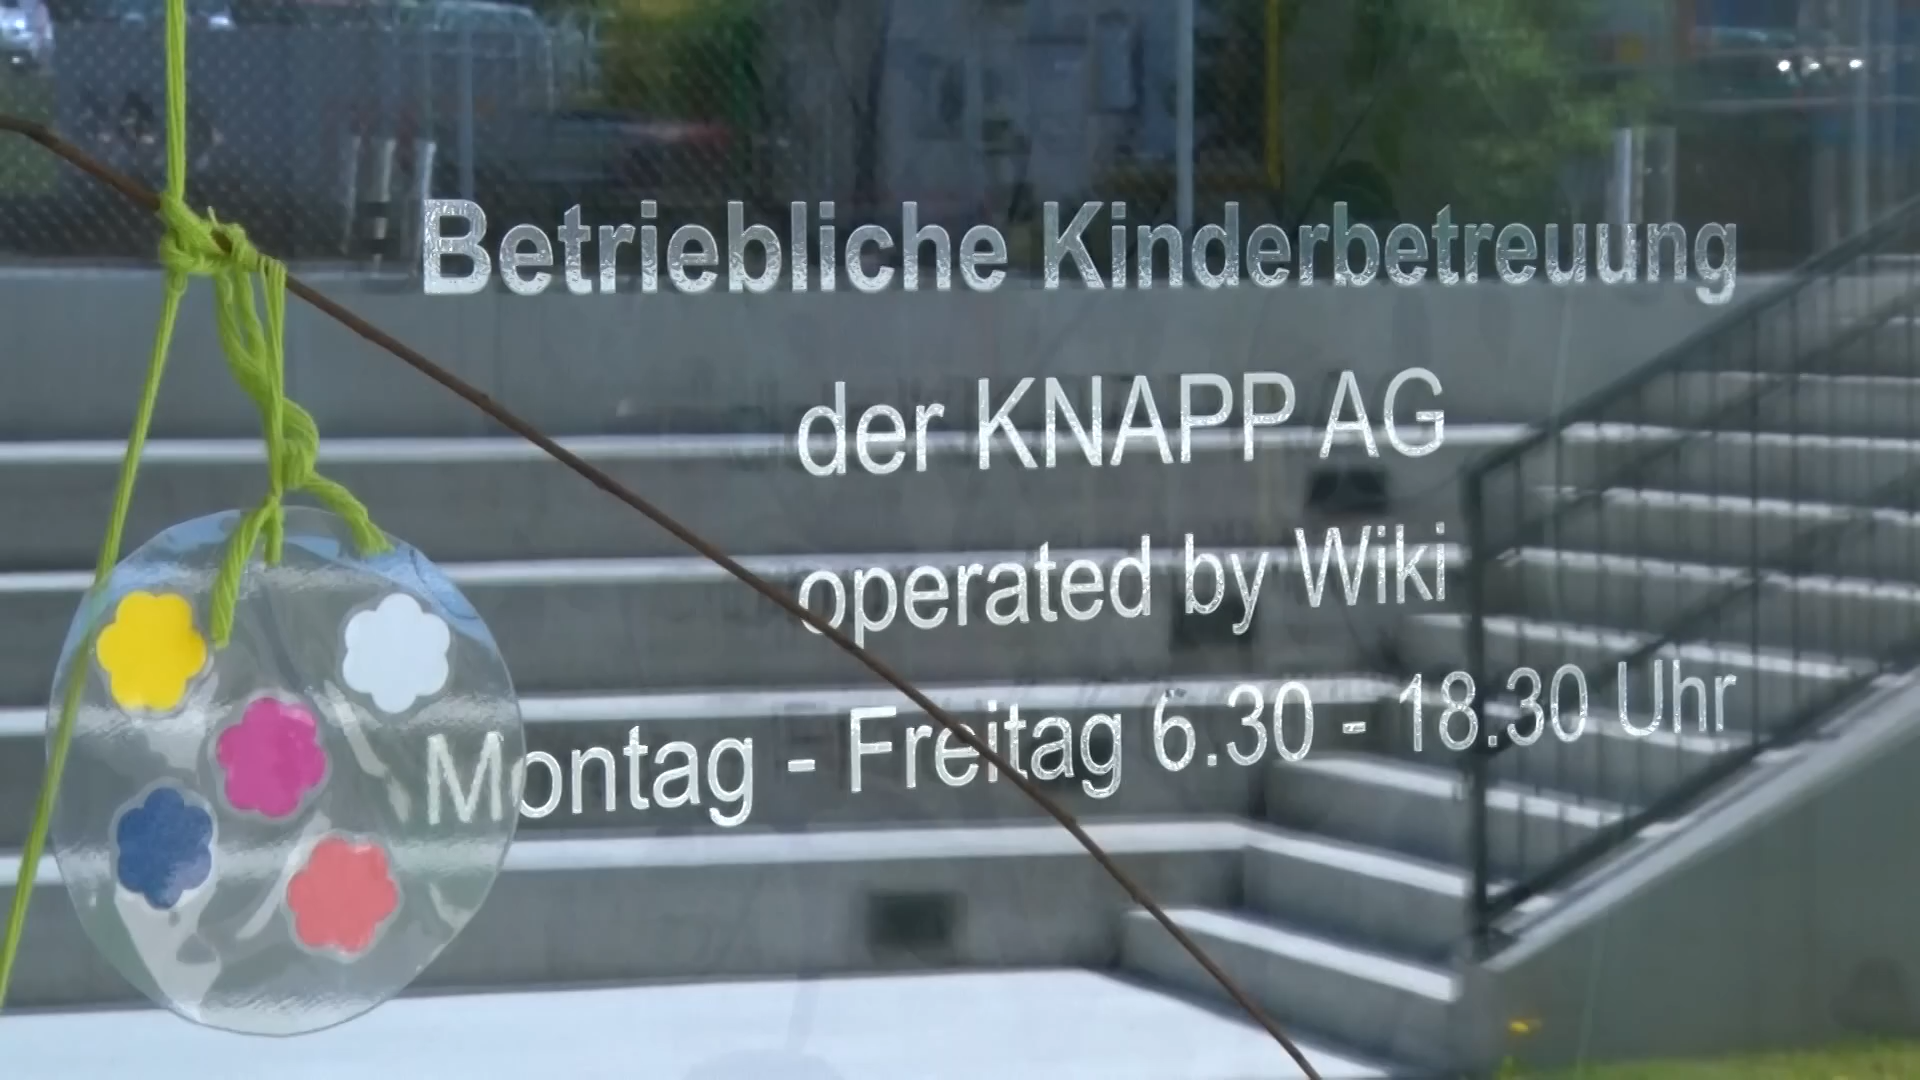 Betriebliche Kinderbetreuung
der KNAPP AG
operated by Wiki
Montag - Freitag 6.30 - 18.30 Uhr